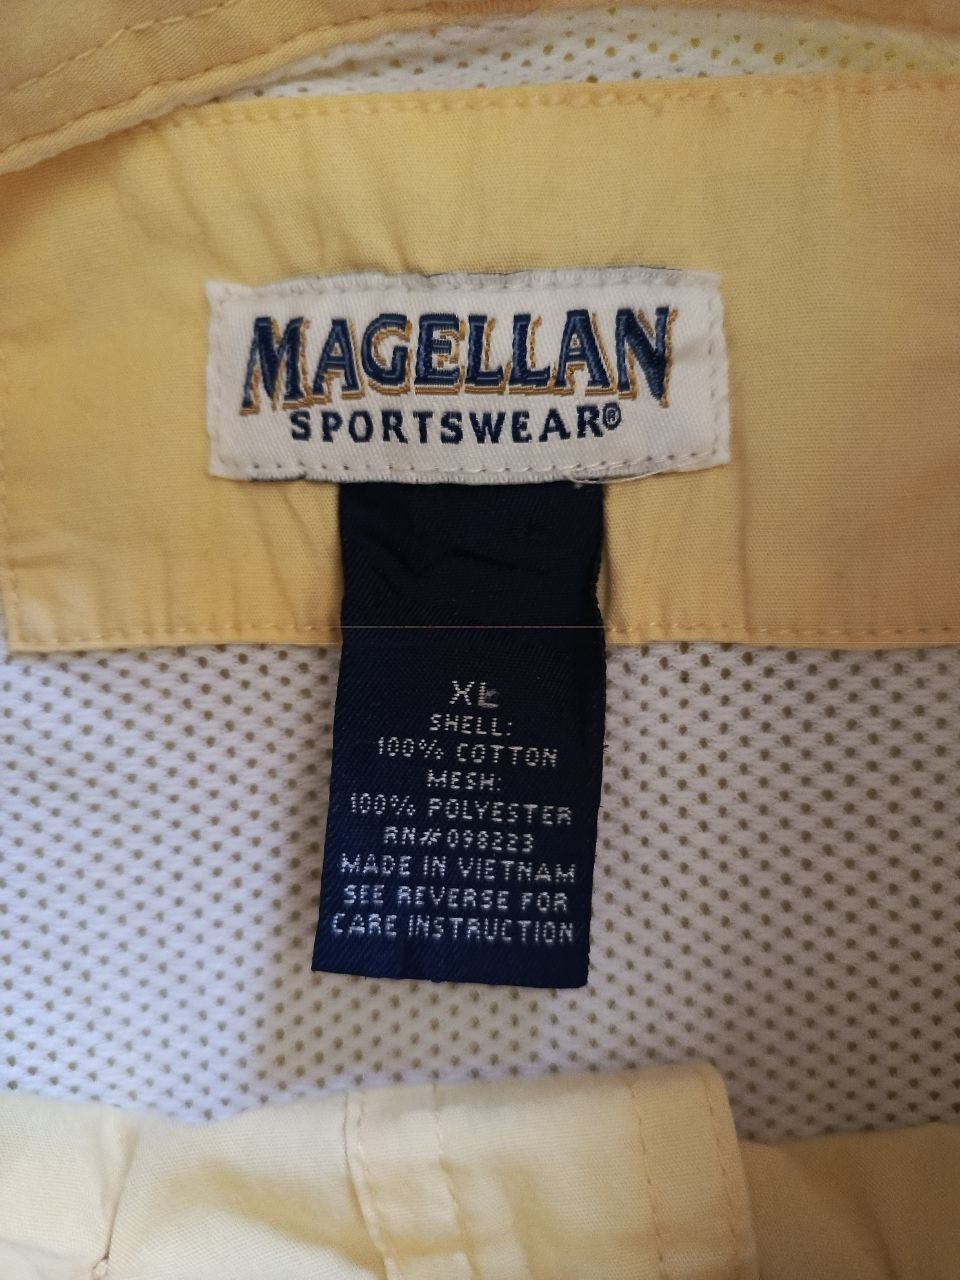 MAGELLAN
SPORTSWEAR®
XL
SHELL:
100% COTTON
MESH:
100% POLYESTER
RN#098223
MADE IN VIETNAM
SEE REVERSE FOR
CARE INSTRUCTION